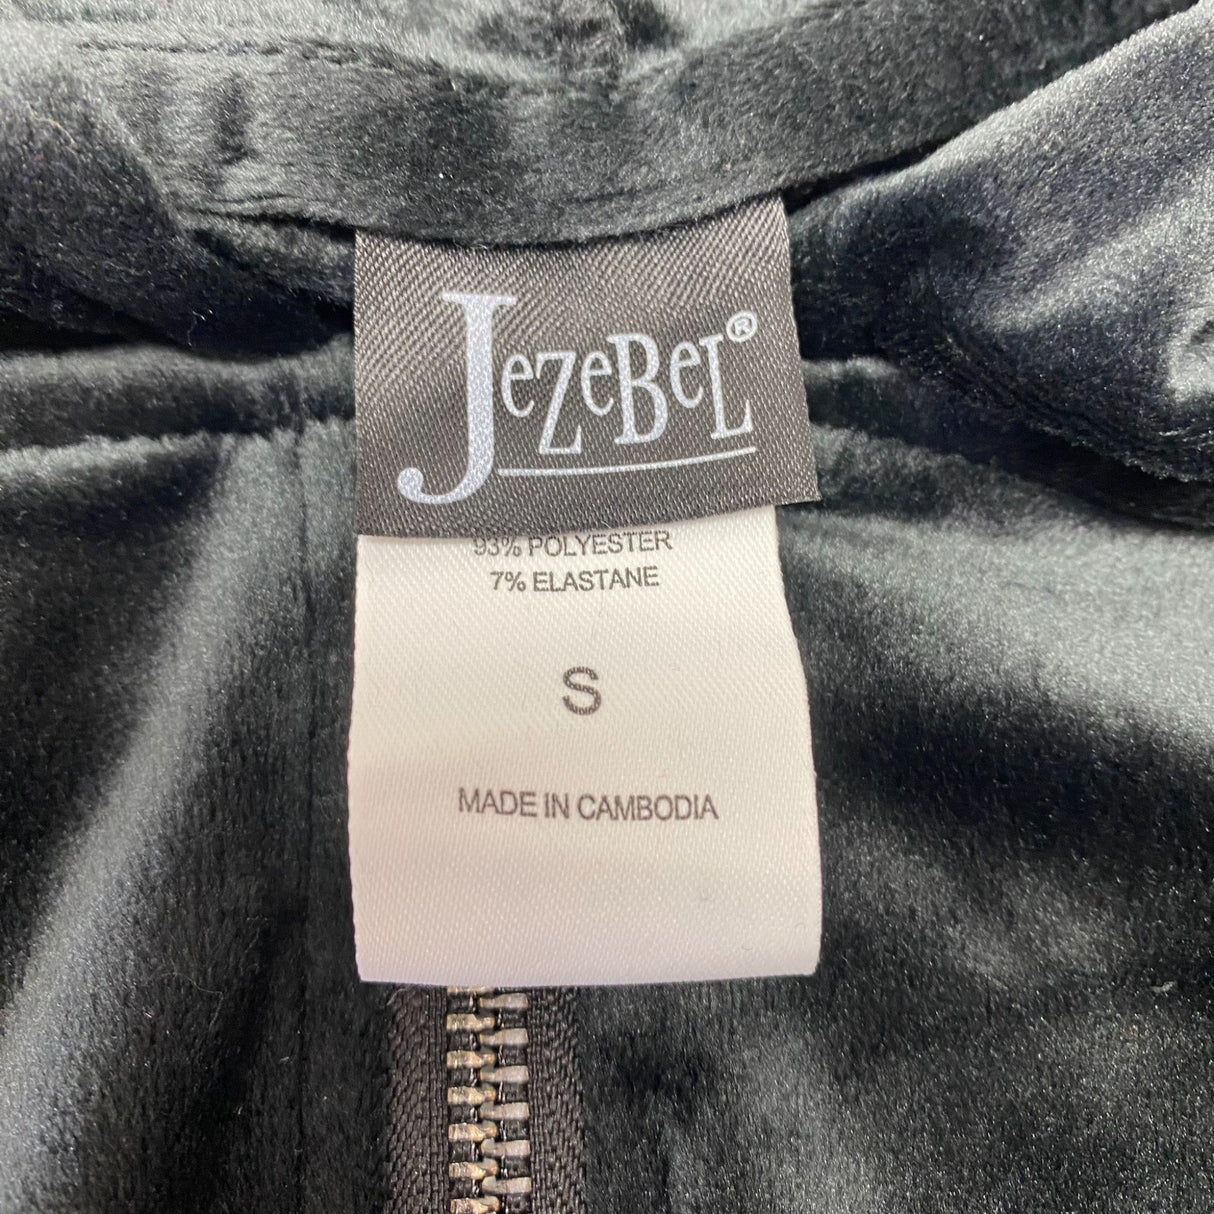 JeZeBeL®
93% POLYESTER
7% ELASTANE
S
MADE IN CAMBODIA